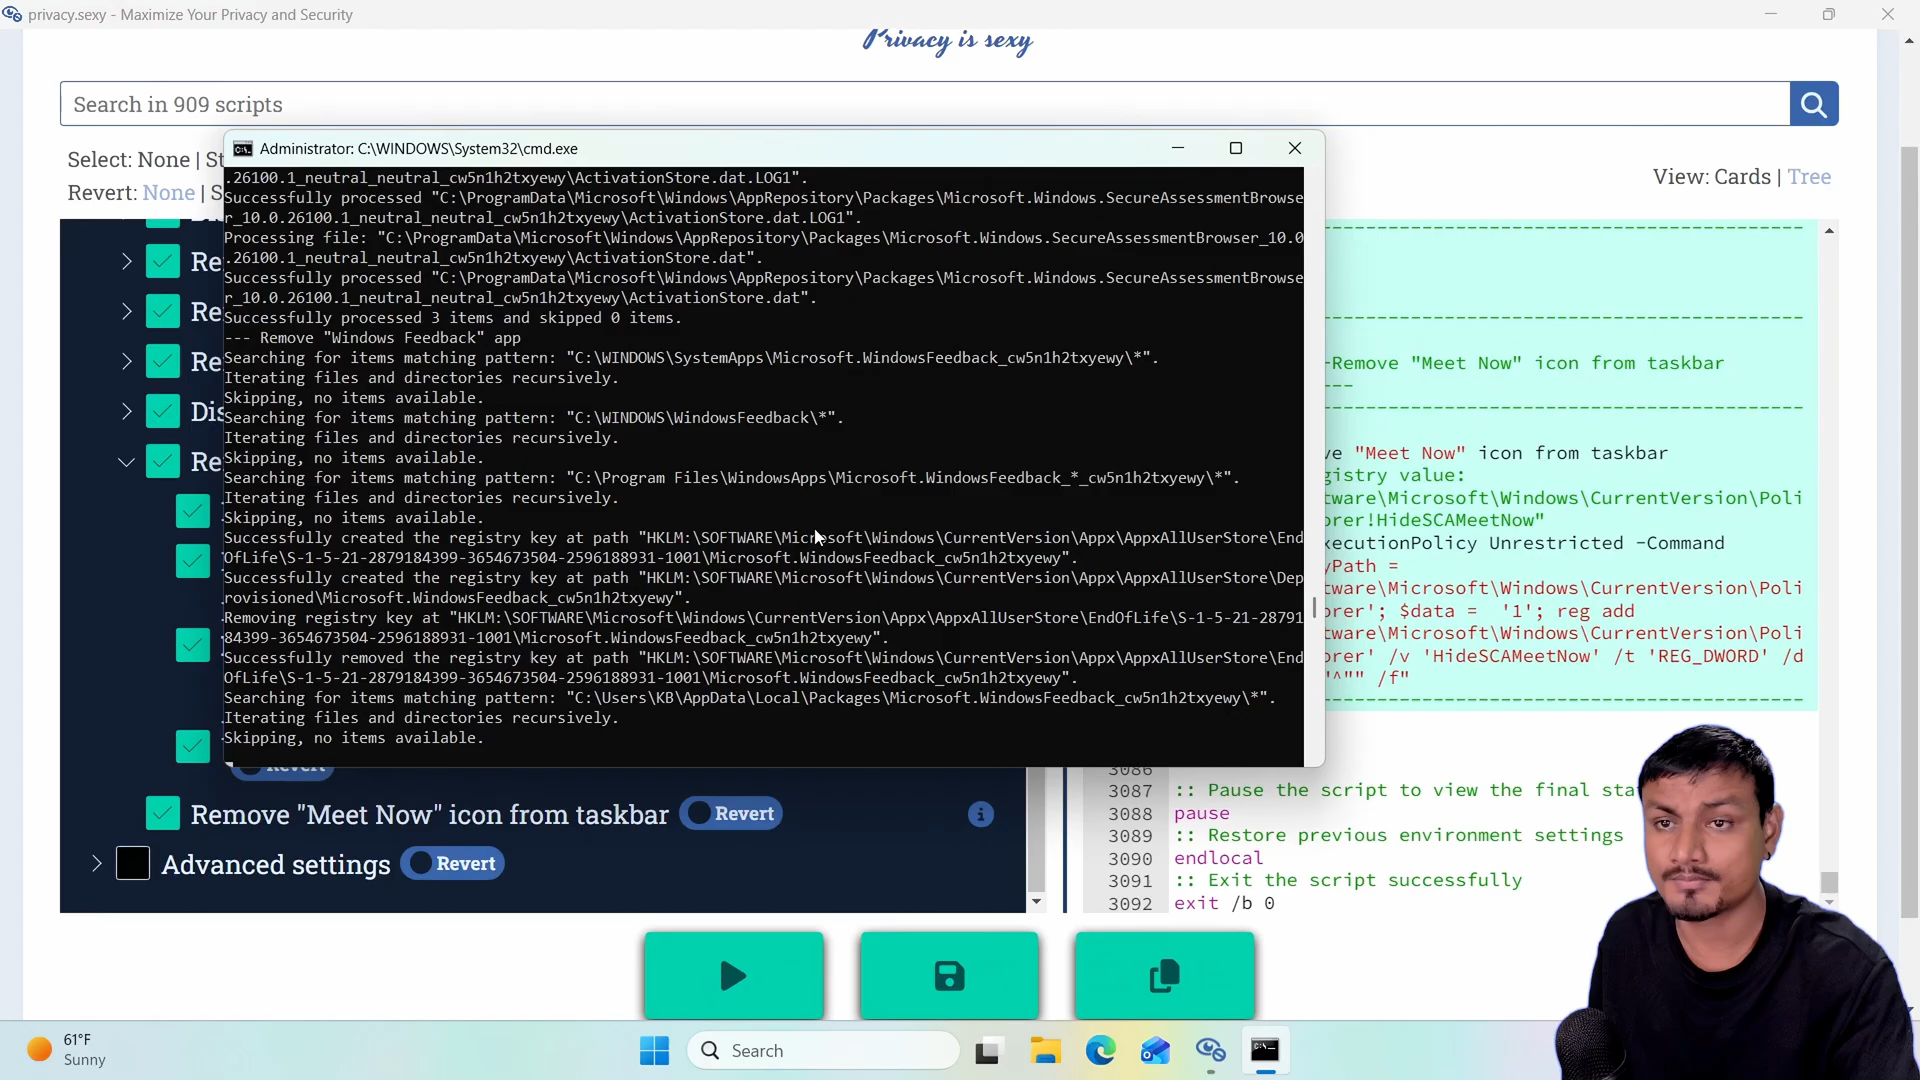 privacy.sexy - Maximize Your Privacy and Security
Privacy is sexy
Search in 909 scripts
Select: None | St
Revert: None | S
View: Cards | Tree
Administrator: C:\WINDOWS\System32\cmd.exe
.26100.1_neutral_neutral_cw5n1h2txyewy\ActivationStore.dat.LOG1".
Successfully processed "C:\ProgramData\Microsoft\Windows\AppRepository\Packages\Microsoft.Windows.SecureAssessmentBrowse
r_10.0.26100.1_neutral_neutral_cw5n1h2txyewy\ActivationStore.dat.LOG1".
Processing file: "C:\ProgramData\Microsoft\Windows\AppRepository\Packages\Microsoft.Windows.SecureAssessmentBrowser_10.0
.26100.1_neutral_neutral_cw5n1h2txyewy\ActivationStore.dat".
Successfully processed "C:\ProgramData\Microsoft\Windows\AppRepository\Packages\Microsoft.Windows.SecureAssessmentBrowse
r_10.0.26100.1_neutral_neutral_cw5n1h2txyewy\ActivationStore.dat".
Successfully processed 3 items and skipped 0 items.
--- Remove "Windows Feedback" app
Searching for items matching pattern: "C:\WINDOWS\SystemApps\Microsoft.WindowsFeedback_cw5n1h2txyewy\*".
Iterating files and directories recursively.
Skipping, no items available.
Searching for items matching pattern: "C:\WINDOWS\WindowsFeedback\*".
Iterating files and directories recursively.
Skipping, no items available.
Searching for items matching pattern: "C:\Program Files\WindowsApps\Microsoft.WindowsFeedback_*_cw5n1h2txyewy\*".
Iterating files and directories recursively.
Skipping, no items available.
Successfully created the registry key at path "HKLM:\SOFTWARE\Microsoft\Windows\CurrentVersion\Appx\AppxAllUserStore\End
OfLife\S-1-5-21-2879184399-3654673504-2596188931-1001\Microsoft.WindowsFeedback_cw5n1h2txyewy".
Successfully created the registry key at path "HKLM:\SOFTWARE\Microsoft\Windows\CurrentVersion\Appx\AppxAllUserStore\Dep
rovisioned\Microsoft.WindowsFeedback_cw5n1h2txyewy".
Removing registry key at "HKLM:\SOFTWARE\Microsoft\Windows\CurrentVersion\Appx\AppxAllUserStore\EndOfLife\S-1-5-21-28791
84399-3654673504-2596188931-1001\Microsoft.WindowsFeedback_cw5n1h2txyewy".
Successfully removed the registry key at path "HKLM:\SOFTWARE\Microsoft\Windows\CurrentVersion\Appx\AppxAllUserStore\End
OfLife\S-1-5-21-2879184399-3654673504-2596188931-1001\Microsoft.WindowsFeedback_cw5n1h2txyewy".
Searching for items matching pattern: "C:\Users\KB\AppData\Local\Packages\Microsoft.WindowsFeedback_cw5n1h2txyewy\*".
Iterating files and directories recursively.
Skipping, no items available.
Re
Re
Re
Dis
Re
Revert
Remove "Meet Now" icon from taskbar Revert
Advanced settings Revert
-Remove "Meet Now" icon from taskbar
---
ve "Meet Now" icon from taskbar
gistry value:
tware\Microsoft\Windows\CurrentVersion\Poli
orer!HideSCAMeetNow"
xecutionPolicy Unrestricted -Command
yPath =
tware\Microsoft\Windows\CurrentVersion\Poli
orer'; $data = '1'; reg add
tware\Microsoft\Windows\CurrentVersion\Poli
orer' /v 'HideSCAMeetNow' /t 'REG_DWORD' /d
"^"" /f"
3086
3087 :: Pause the script to view the final sta
3088 pause
3089 :: Restore previous environment settings
3090 endlocal
3091 :: Exit the script successfully
3092 exit /b 0
61°F
Sunny
Search